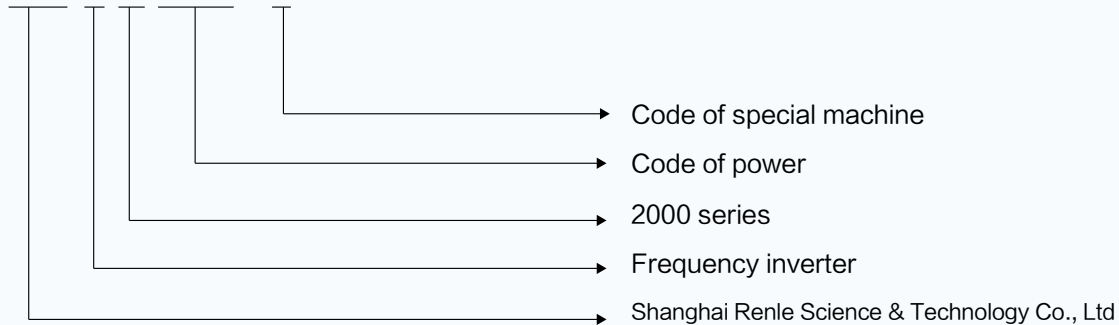 Code of special machine
Code of power
2000 series
Frequency inverter
Shanghai Renle Science & Technology Co., Ltd